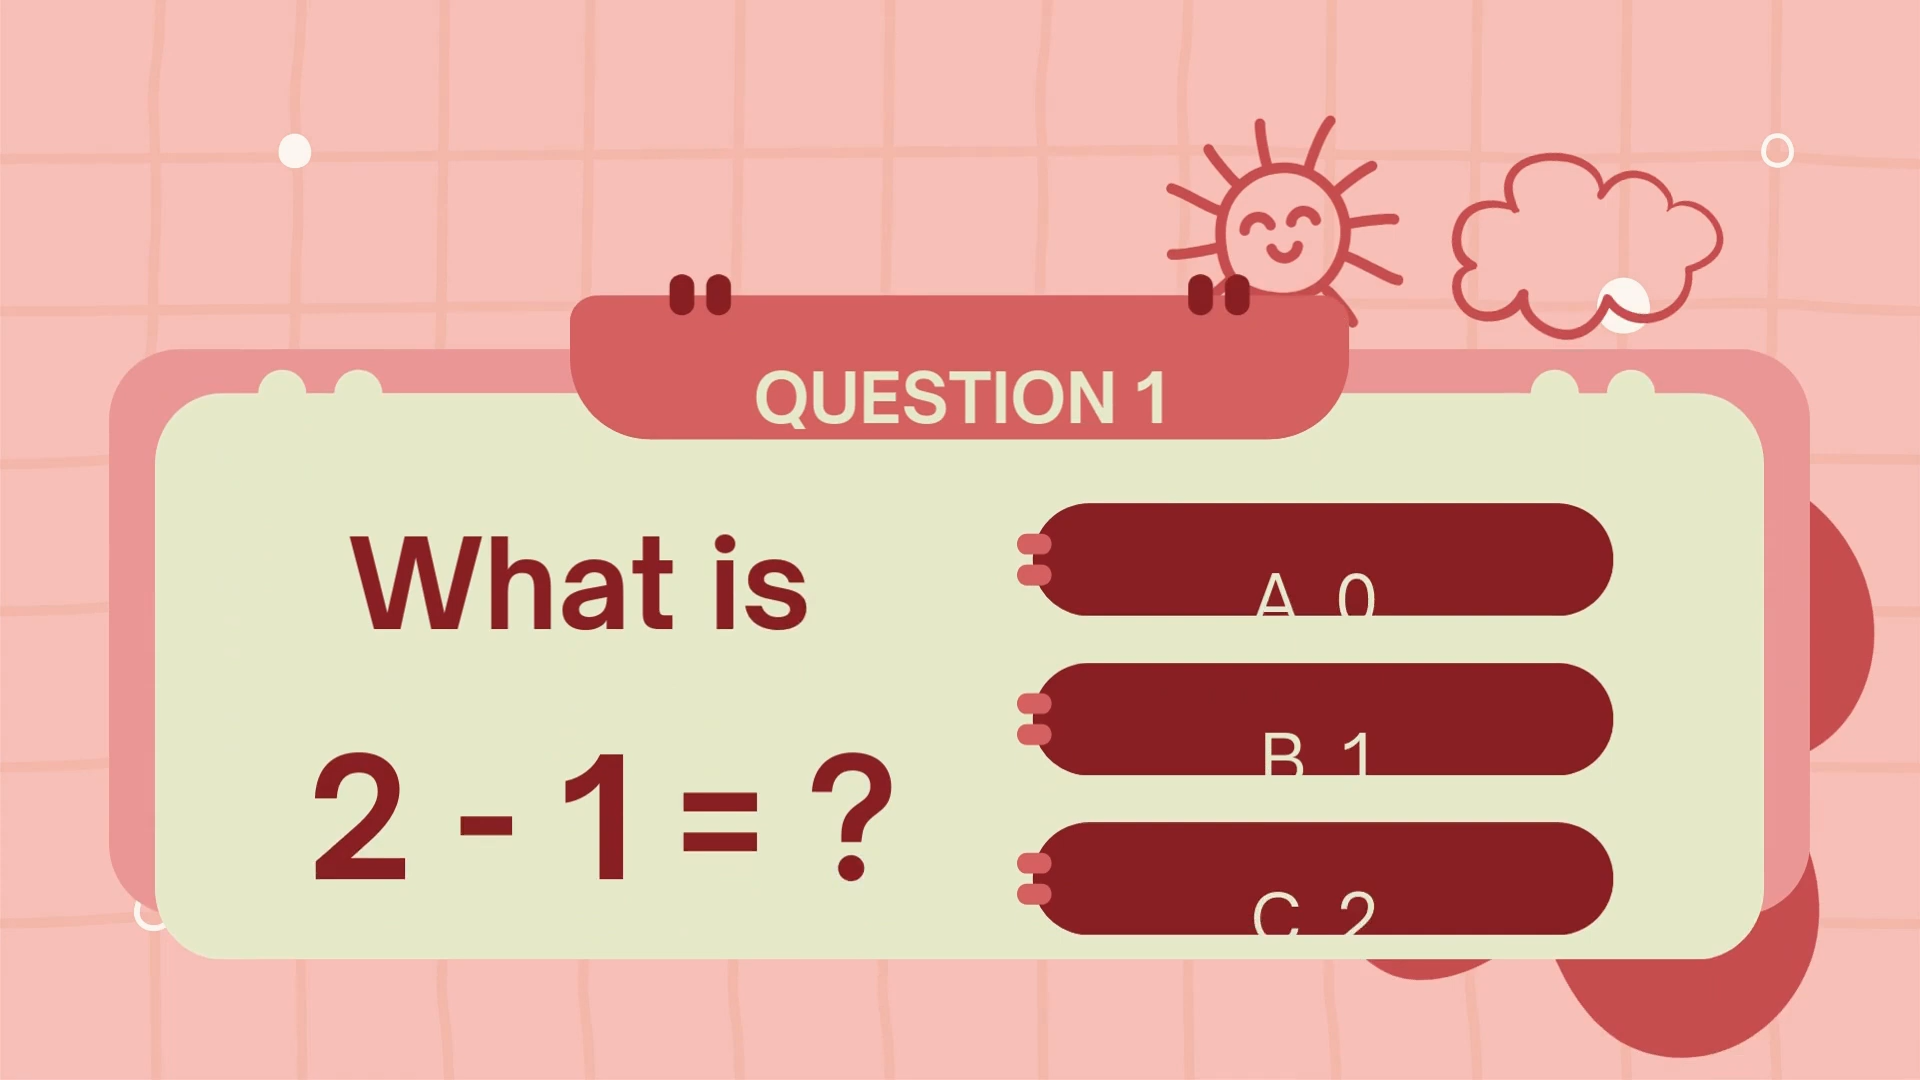 QUESTION 1
What is
2 - 1 = ?
A 0
B 1
C 2